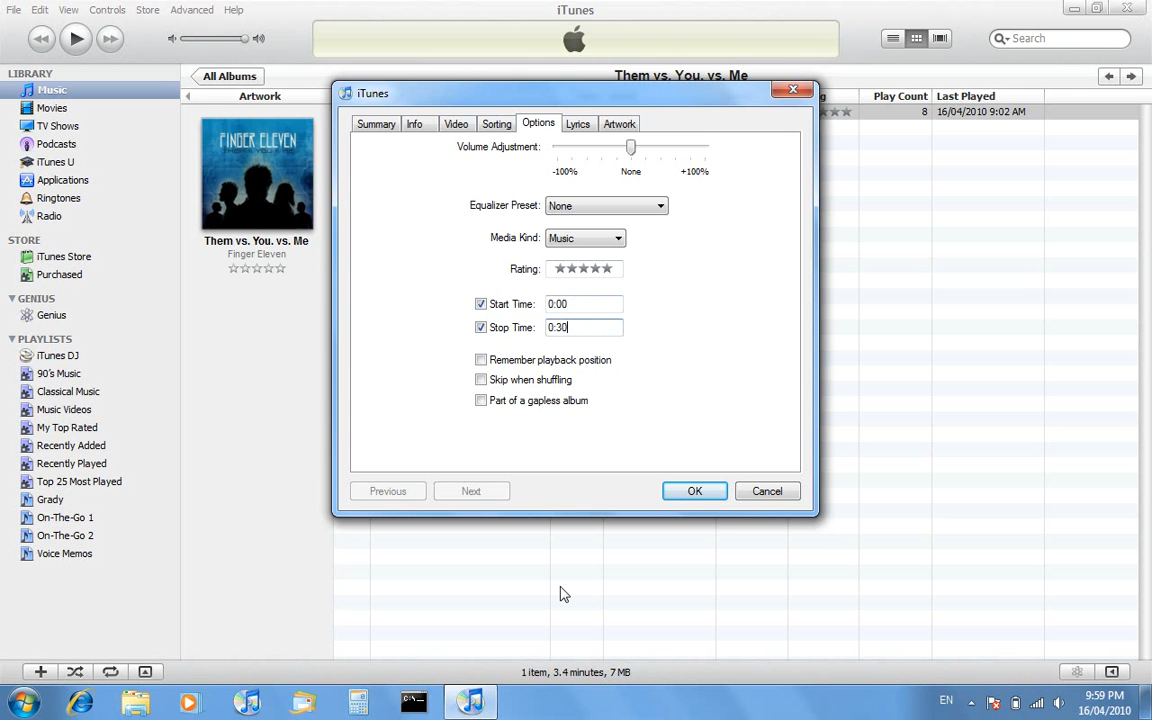 File Edit View Controls Store Advanced Help
iTunes
Search
LIBRARY
Music
Movies
TV Shows
Podcasts
iTunes U
Applications
Ringtones
Radio
STORE
iTunes Store
Purchased
GENIUS
Genius
PLAYLISTS
iTunes DJ
90's Music
Classical Music
Music Videos
My Top Rated
Recently Added
Recently Played
Top 25 Most Played
Grady
On-The-Go 1
On-The-Go 2
Voice Memos
All Albums
Them vs. You. vs. Me
Artwork
Play Count Last Played
8 16/04/2010 9:02 AM
FINGER ELEVEN
Them vs. You. vs. Me
Finger Eleven
iTunes
Summary Info Video Sorting Options Lyrics Artwork
Volume Adjustment:
-100% None +100%
Equalizer Preset: None
Media Kind: Music
Rating:
Start Time: 0:00
Stop Time: 0:30
Remember playback position
Skip when shuffling
Part of a gapless album
Previous Next OK Cancel
1 item, 3.4 minutes, 7 MB
EN
9:59 PM
16/04/2010